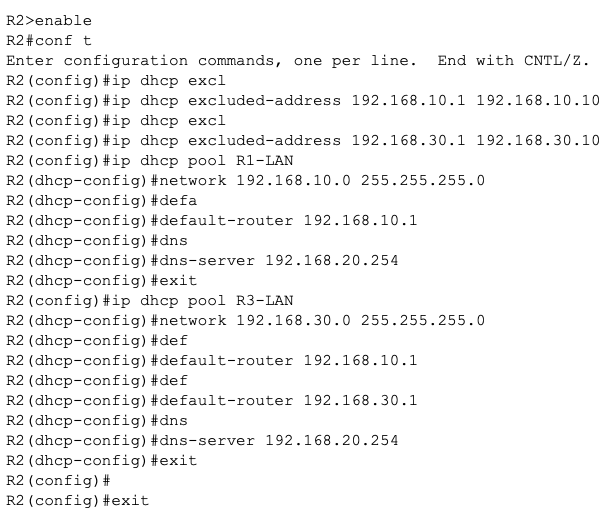 R2>enable
R2#conf t
Enter configuration commands, one per line.  End with CNTL/Z.
R2(config)#ip dhcp excl
R2(config)#ip dhcp excluded-address 192.168.10.1 192.168.10.10
R2(config)#ip dhcp excl
R2(config)#ip dhcp excluded-address 192.168.30.1 192.168.30.10
R2(config)#ip dhcp pool R1-LAN
R2(dhcp-config)#network 192.168.10.0 255.255.255.0
R2(dhcp-config)#defa
R2(dhcp-config)#default-router 192.168.10.1
R2(dhcp-config)#dns
R2(dhcp-config)#dns-server 192.168.20.254
R2(dhcp-config)#exit
R2(config)#ip dhcp pool R3-LAN
R2(dhcp-config)#network 192.168.30.0 255.255.255.0
R2(dhcp-config)#def
R2(dhcp-config)#default-router 192.168.10.1
R2(dhcp-config)#def
R2(dhcp-config)#default-router 192.168.30.1
R2(dhcp-config)#dns
R2(dhcp-config)#dns-server 192.168.20.254
R2(dhcp-config)#exit
R2(config)#
R2(config)#exit